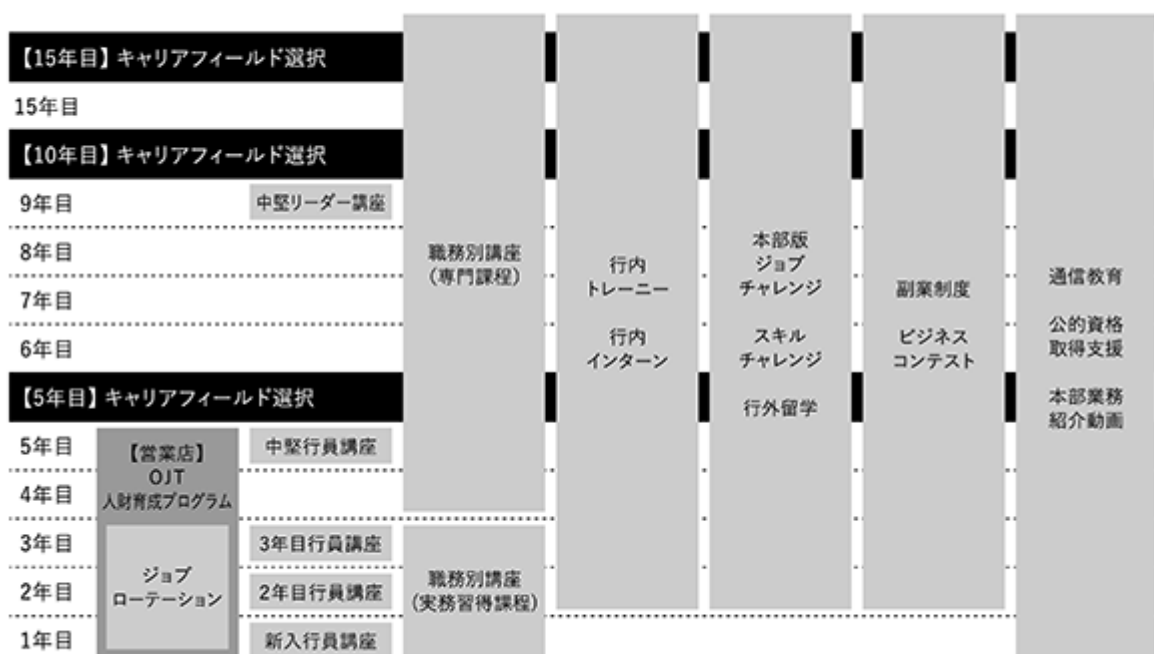 【15年目】キャリアフィールド選択
15年目
【10年目】キャリアフィールド選択
9年目
中堅リーダー講座
8年目
7年目
6年目
【5年目】キャリアフィールド選択
5年目
中堅行員講座
4年目
3年目
3年目行員講座
2年目
2年目行員講座
1年目
新入行員講座
【営業店】
OJT
人財育成プログラム
ジョブ
ローテーション
職務別講座
(専門課程)
職務別講座
(実務習得課程)
行内
トレーニー
行内
インターン
本部版
ジョブ
チャレンジ
スキル
チャレンジ
行外留学
副業制度
ビジネス
コンテスト
通信教育
公的資格
取得支援
本部業務
紹介動画